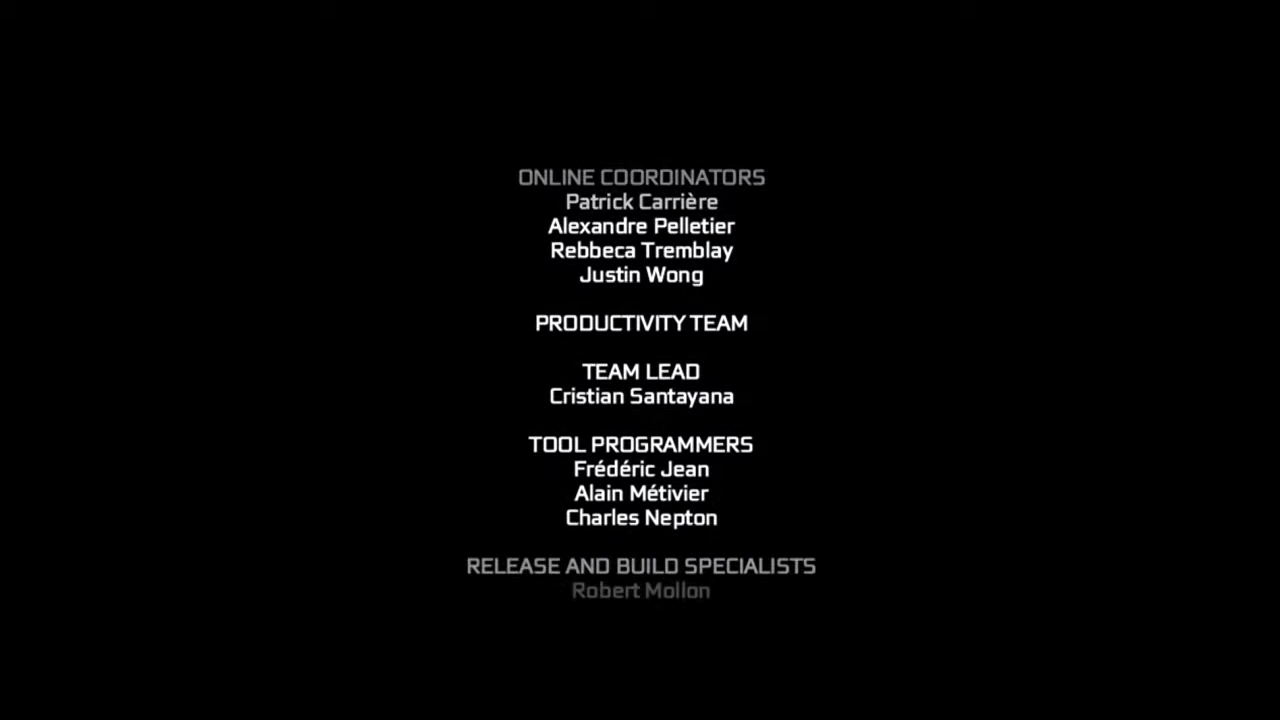 ONLINE COORDINATORS
Patrick Carrière
Alexandre Pelletier
Rebbeca Tremblay
Justin Wong
PRODUCTIVITY TEAM
TEAM LEAD
Cristian Santayana
TOOL PROGRAMMERS
Frédéric Jean
Alain Métivier
Charles Nepton
RELEASE AND BUILD SPECIALISTS
Robert Mollon